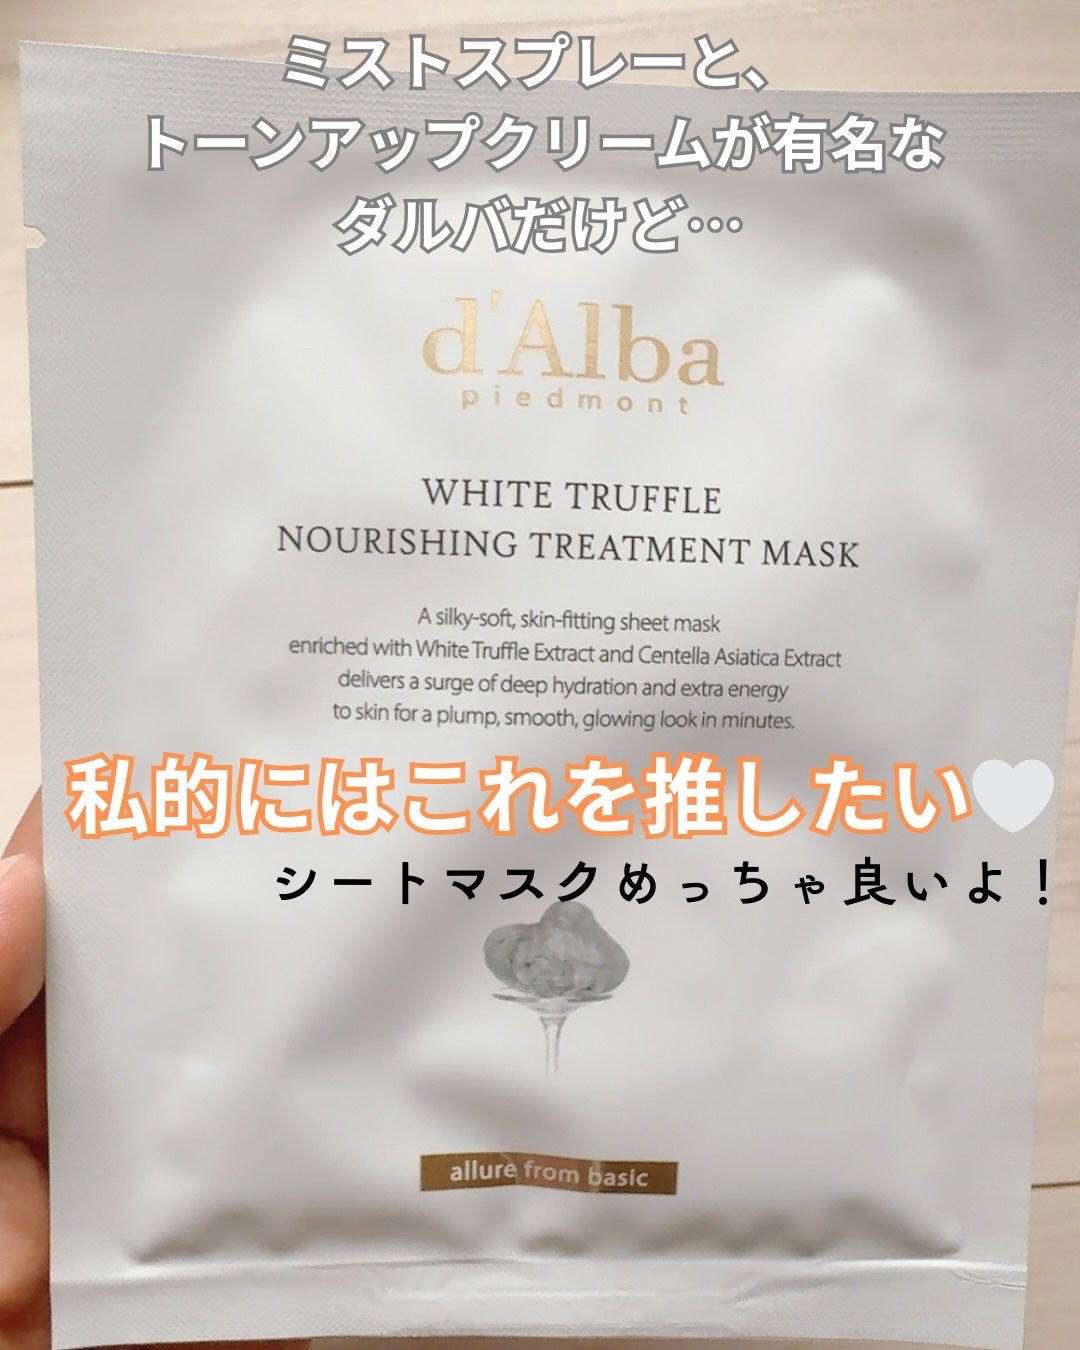 ミストスプレーと、
トーンアップクリームが有名な
ダルバだけど…
d'Alba
piedmont
WHITE TRUFFLE
NOURISHING TREATMENT MASK
A silky-soft, skin-fitting sheet mask
enriched with White Truffle Extract and Centella Asiatica Extract
delivers a surge of deep hydration and extra energy
to skin for a plump, smooth, glowing look in minutes.
私的にはこれを推したい🤍
シートマスクめっちゃ良いよ！
allure from basic